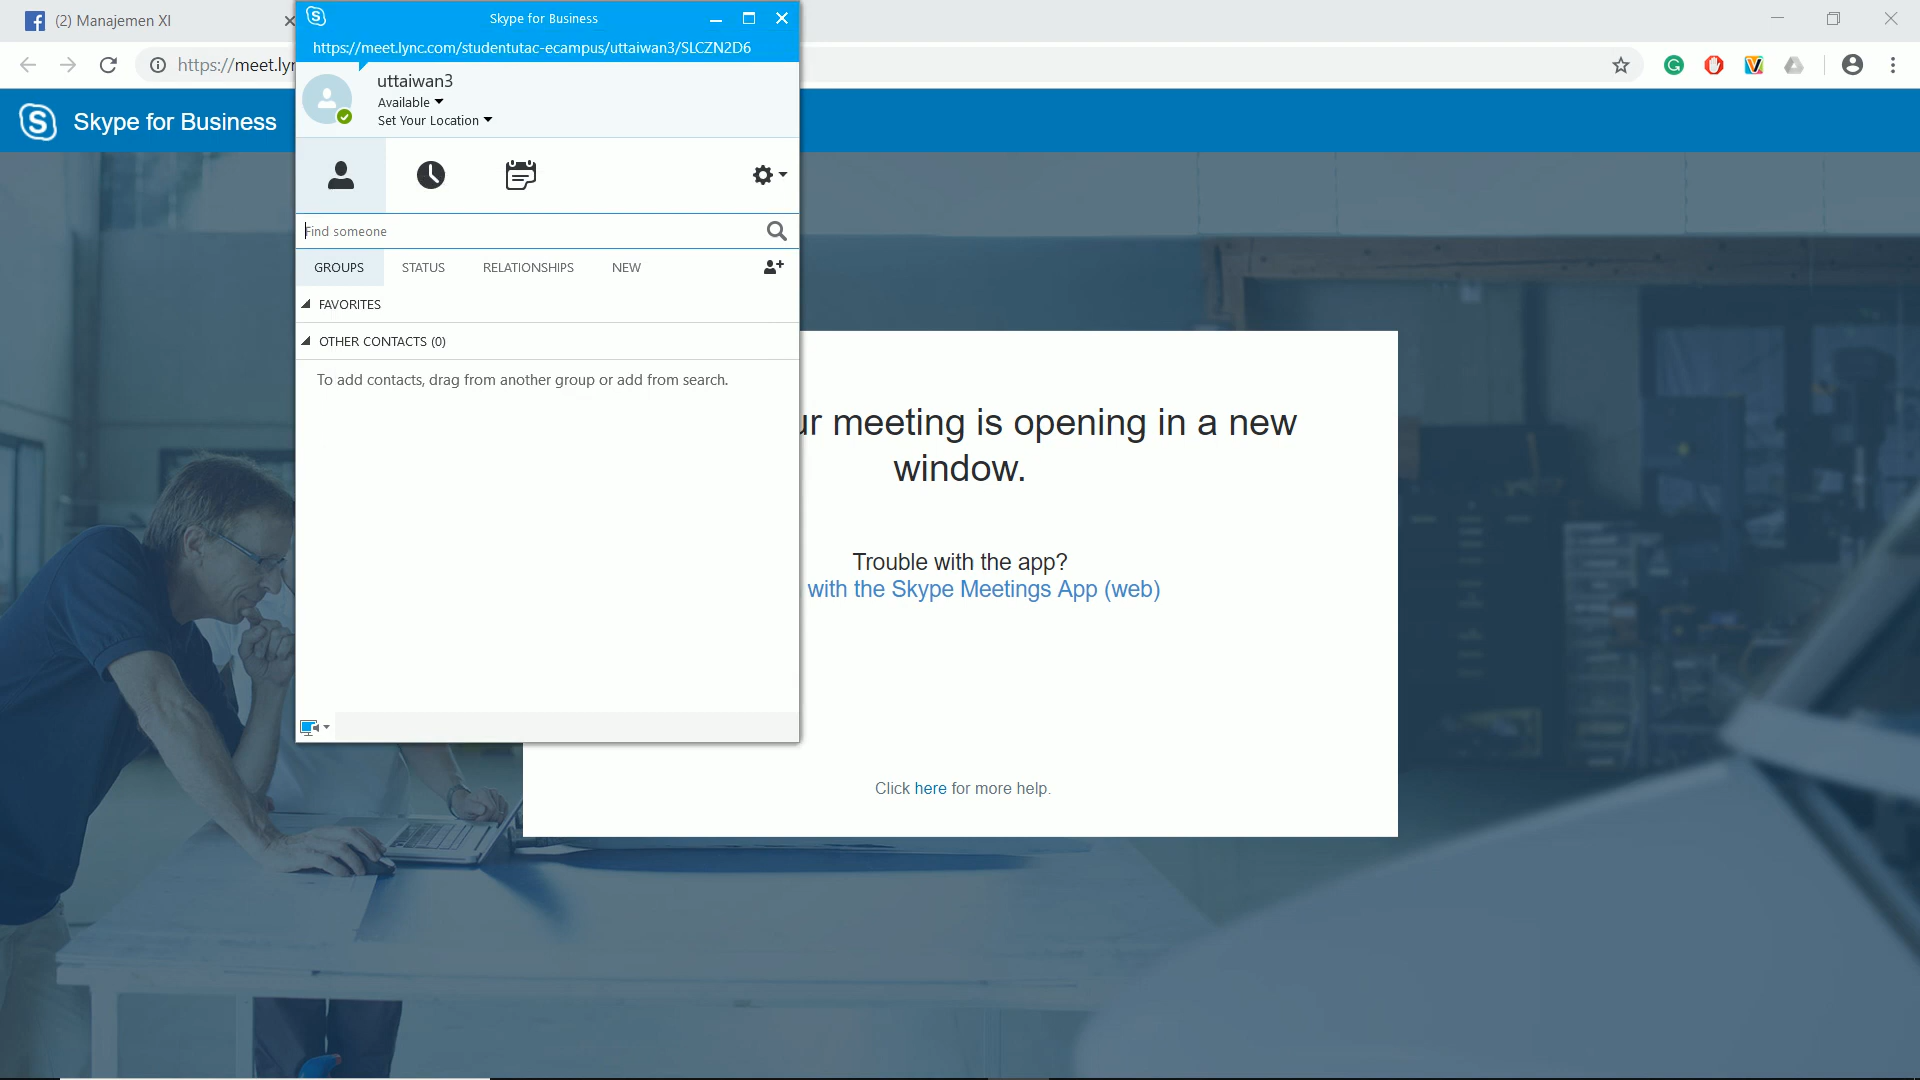 (2) Manajemen XI
Skype for Business
https://meet.lync.com/studentutac-ecampus/uttaiwan3/SLCZN2D6
https://meet.lyn
uttaiwan3
Available
Set Your Location
Skype for Business
Find someone
GROUPS STATUS RELATIONSHIPS NEW
FAVORITES
OTHER CONTACTS (0)
To add contacts, drag from another group or add from search.
ur meeting is opening in a new
window.
Trouble with the app?
with the Skype Meetings App (web)
Click here for more help.